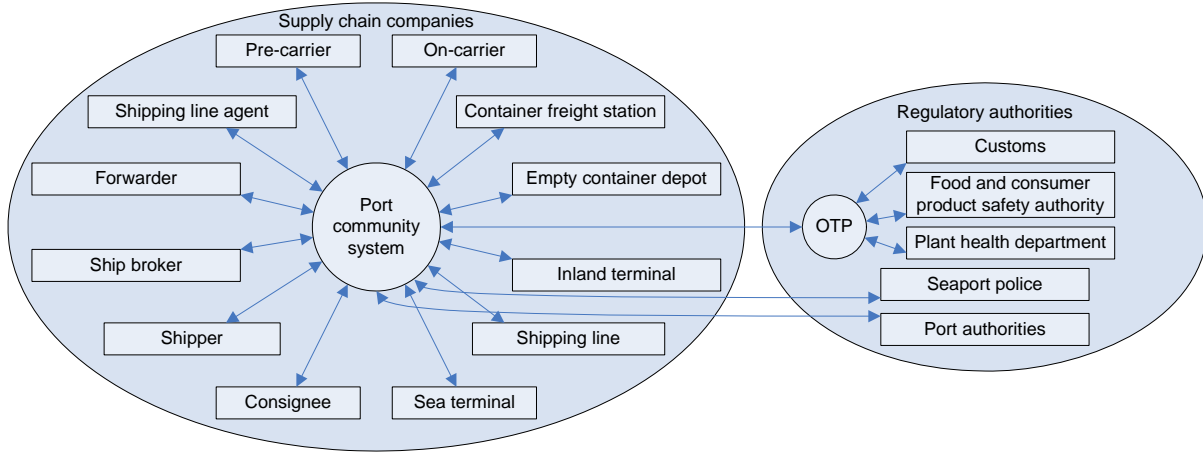 Supply chain companies
Pre-carrier
On-carrier
Shipping line agent
Container freight station
Forwarder
Empty container depot
Port
community
system
Ship broker
Inland terminal
Shipper
Shipping line
Consignee
Sea terminal
Regulatory authorities
Customs
Food and consumer
product safety authority
OTP
Plant health department
Seaport police
Port authorities